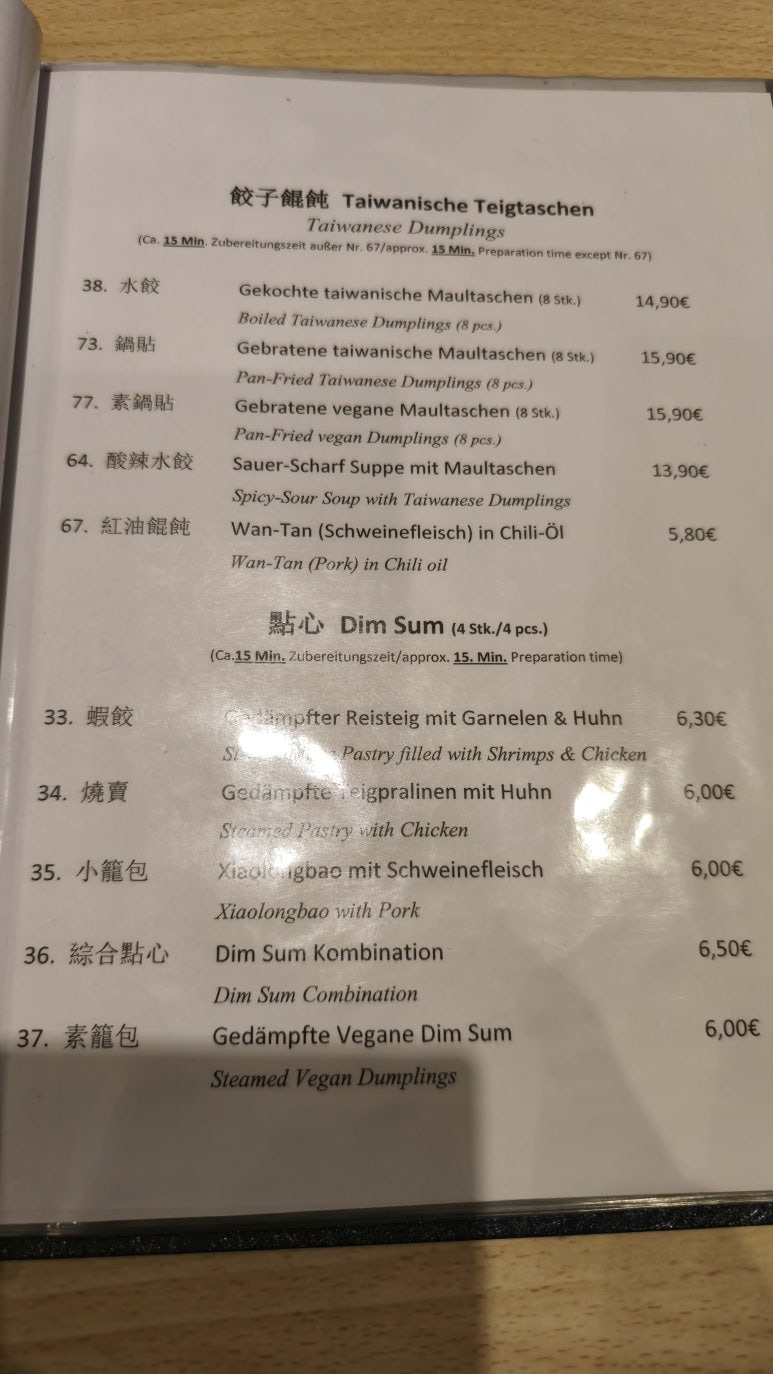 餃子餛飩 Taiwanische Teigtaschen
Taiwanese Dumplings
(Ca. 15 Min. Zubereitungszeit außer Nr. 67/approx. 15 Min. Preparation time except Nr. 67)
38. 水餃 Gekochte taiwanische Maultaschen (8 Stk.) 14,90€
Boiled Taiwanese Dumplings (8 pcs.)
73. 鍋貼 Gebratene taiwanische Maultaschen (8 Stk.) 15,90€
Pan-Fried Taiwanese Dumplings (8 pcs.)
77. 素鍋貼 Gebratene vegane Maultaschen (8 Stk.) 15,90€
Pan-Fried vegan Dumplings (8 pcs.)
64. 酸辣水餃 Sauer-Scharf Suppe mit Maultaschen 13,90€
Spicy-Sour Soup with Taiwanese Dumplings
67. 紅油餛飩 Wan-Tan (Schweinefleisch) in Chili-Öl 5,80€
Wan-Tan (Pork) in Chili oil
點心 Dim Sum (4 Stk./4 pcs.)
(Ca.15 Min. Zubereitungszeit/approx. 15. Min. Preparation time)
33. 蝦餃 Gedämpfter Reisteig mit Garnelen & Huhn 6,30€
Pastry filled with Shrimps & Chicken
34. 燒賣 Gedämpfte Teigpralinen mit Huhn 6,00€
Steamed Pastry with Chicken
35. 小籠包 Xiaolongbao mit Schweinefleisch 6,00€
Xiaolongbao with Pork
36. 綜合點心 Dim Sum Kombination 6,50€
Dim Sum Combination
37. 素籠包 Gedämpfte Vegane Dim Sum 6,00€
Steamed Vegan Dumplings